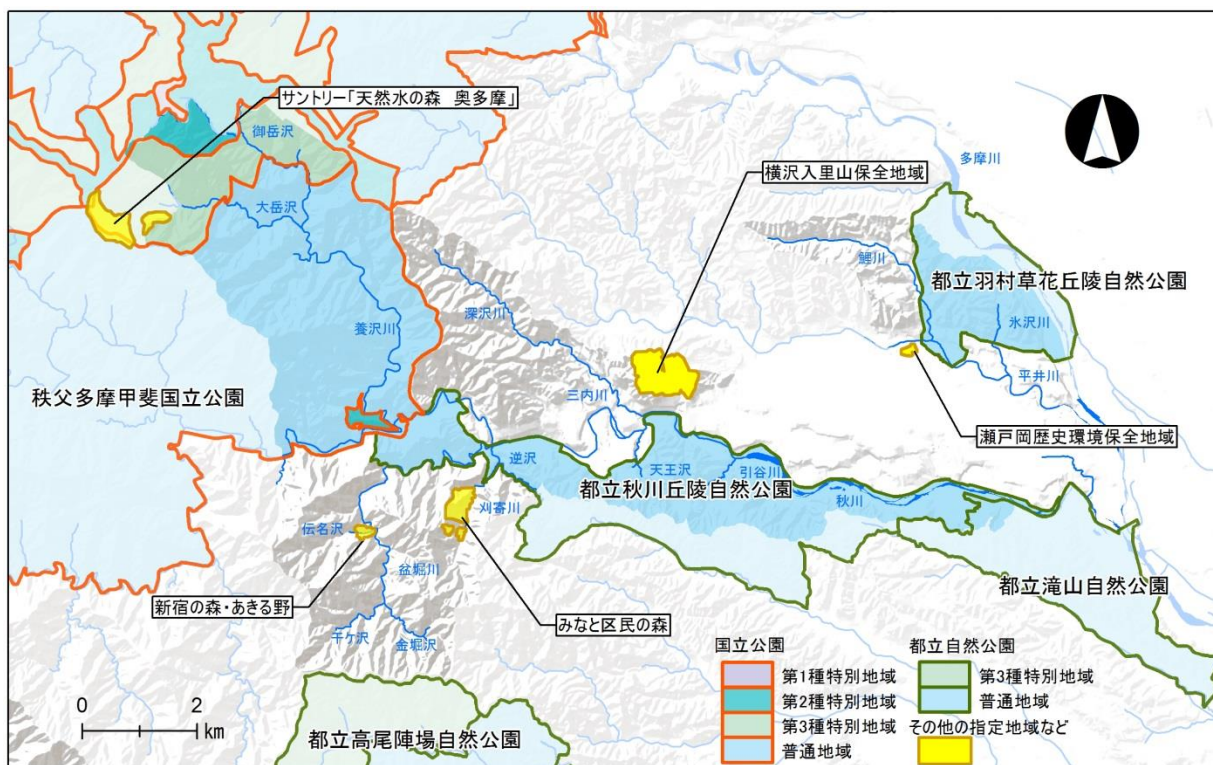 サントリー「天然水の森　奥多摩」
御岳沢
横沢入里山保全地域
多摩川
大岳沢
鯉川
都立羽村草花丘陵自然公園
氷沢川
深沢川
養沢川
平井川
秩父多摩甲斐国立公園
三内川
瀬戸岡歴史環境保全地域
逆沢
天王沢
引谷川
都立秋川丘陵自然公園
秋川
刈寄川
伝名沢
盆堀川
都立滝山自然公園
新宿の森・あきる野
みなと区民の森
千ケ沢
金堀沢
0 2
km
都立高尾陣場自然公園
国立公園
第1種特別地域
第2種特別地域
第3種特別地域
普通地域
都立自然公園
第3種特別地域
普通地域
その他の指定地域など